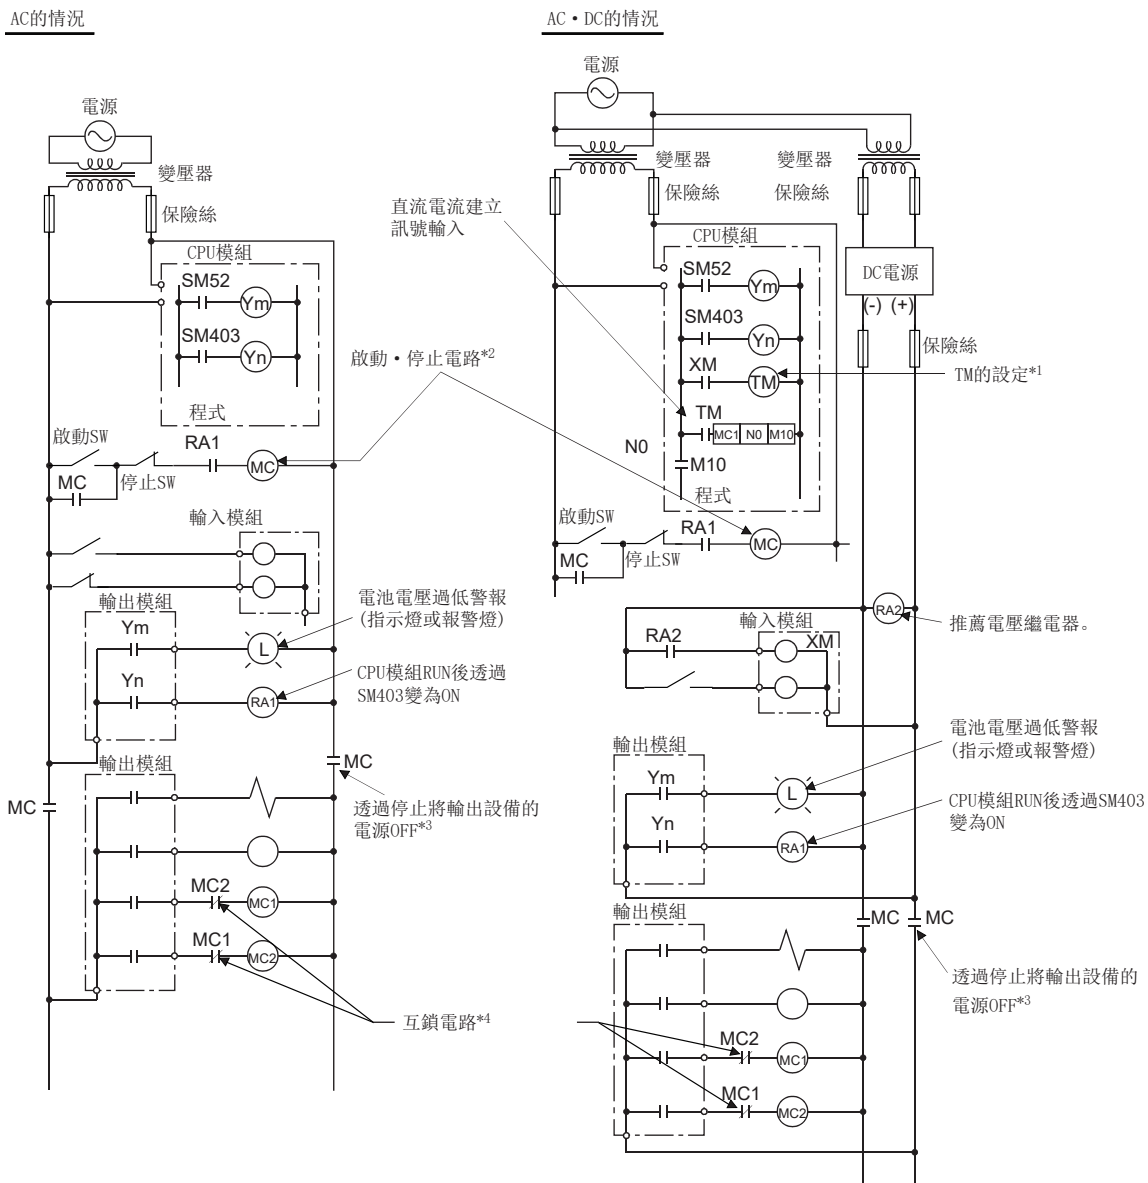 AC的情況
電源
變壓器
保險絲
CPU模組
SM52
Ym
SM403
Yn
程式
啟動・停止電路*2
啟動SW
停止SW
RA1
MC
MC
輸入模組
輸出模組
Ym
L
電池電壓過低警報
(指示燈或報警燈)
Yn
RA1
CPU模組RUN後透過
SM403變為ON
輸出模組
MC
MC
透過停止將輸出設備的
電源OFF*3
MC2
MC1
MC1
MC2
互鎖電路*4
AC・DC的情況
電源
變壓器
保險絲
變壓器
保險絲
直流電流建立
訊號輸入
CPU模組
SM52
Ym
SM403
Yn
XM
TM
TM的設定*1
TM
MC1 N0 M10
N0
M10
程式
DC電源
(-) (+)
保險絲
啟動SW
停止SW
RA1
MC
MC
RA2
推薦電壓繼電器。
輸入模組
RA2
XM
輸出模組
Ym
L
電池電壓過低警報
(指示燈或報警燈)
Yn
RA1
CPU模組RUN後透過SM403
變為ON
輸出模組
MC
MC
透過停止將輸出設備的
電源OFF*3
MC2
MC1
MC1
MC2